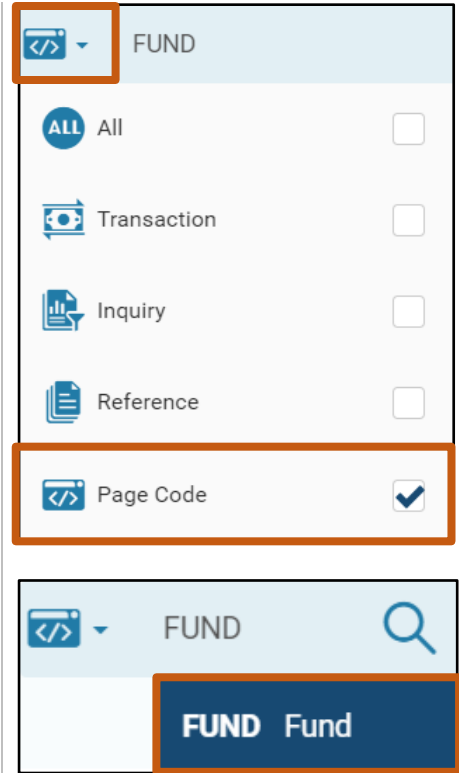 </> FUND
ALL All
Transaction
Inquiry
Reference
</> Page Code
</> FUND
FUND Fund